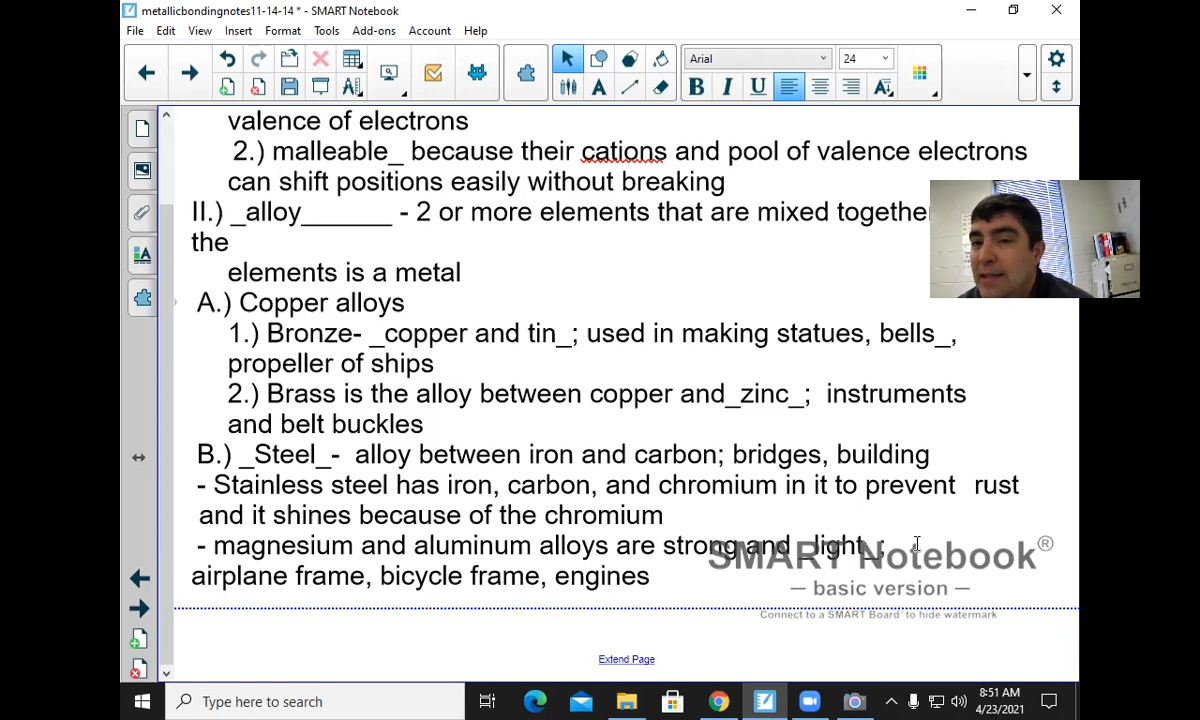 metallicbondingnotes11-14-14 * - SMART Notebook
File Edit View Insert Format Tools Add-ons Account Help
Arial 24
B I U
valence of electrons
2.) malleable_ because their cations and pool of valence electrons
can shift positions easily without breaking
II.) _alloy______ - 2 or more elements that are mixed together
the
elements is a metal
A.) Copper alloys
1.) Bronze- _copper and tin_; used in making statues, bells_,
propeller of ships
2.) Brass is the alloy between copper and_zinc_; instruments
and belt buckles
B.) _Steel_- alloy between iron and carbon; bridges, building
- Stainless steel has iron, carbon, and chromium in it to prevent rust
and it shines because of the chromium
- magnesium and aluminum alloys are strong and _light_;
SMART Notebook®
airplane frame, bicycle frame, engines
— basic version —
Connect to a SMART Board™ to hide watermark
Extend Page
Type here to search
8:51 AM
4/23/2021